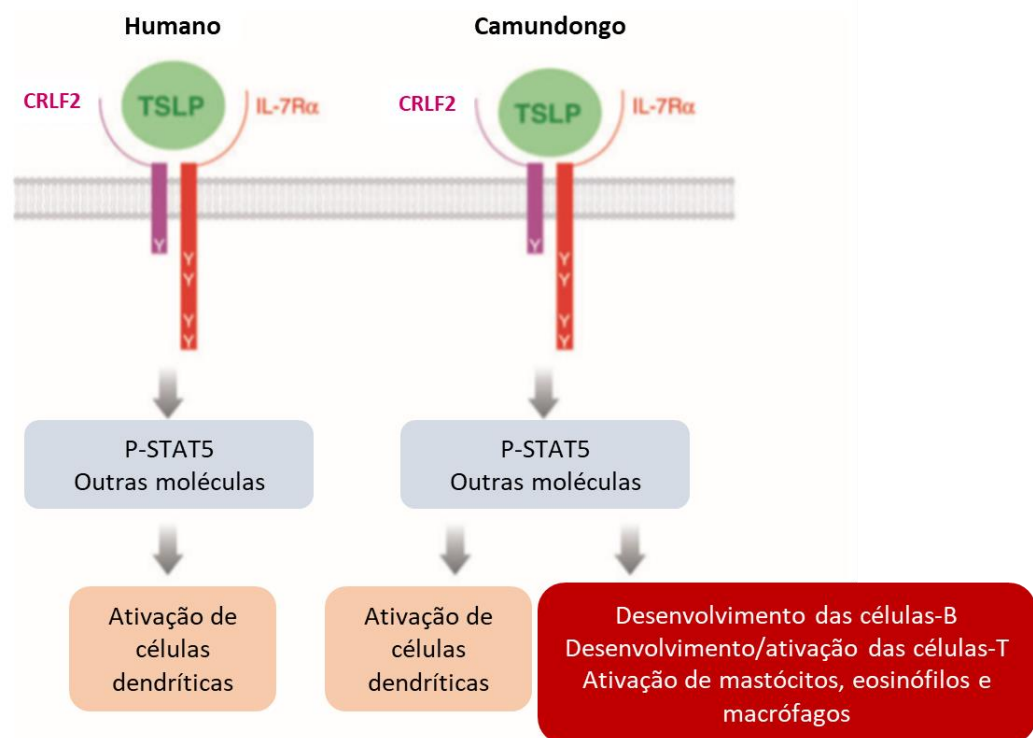 Humano
Camundongo
CRLF2
TSLP
IL-7Rα
CRLF2
TSLP
IL-7Rα
Y
Y
Y
Y
Y
Y
Y
Y
Y
Y
P-STAT5
Outras moléculas
P-STAT5
Outras moléculas
Ativação de
células
dendríticas
Ativação de
células
dendríticas
Desenvolvimento das células-B
Desenvolvimento/ativação das células-T
Ativação de mastócitos, eosinófilos e
macrófagos